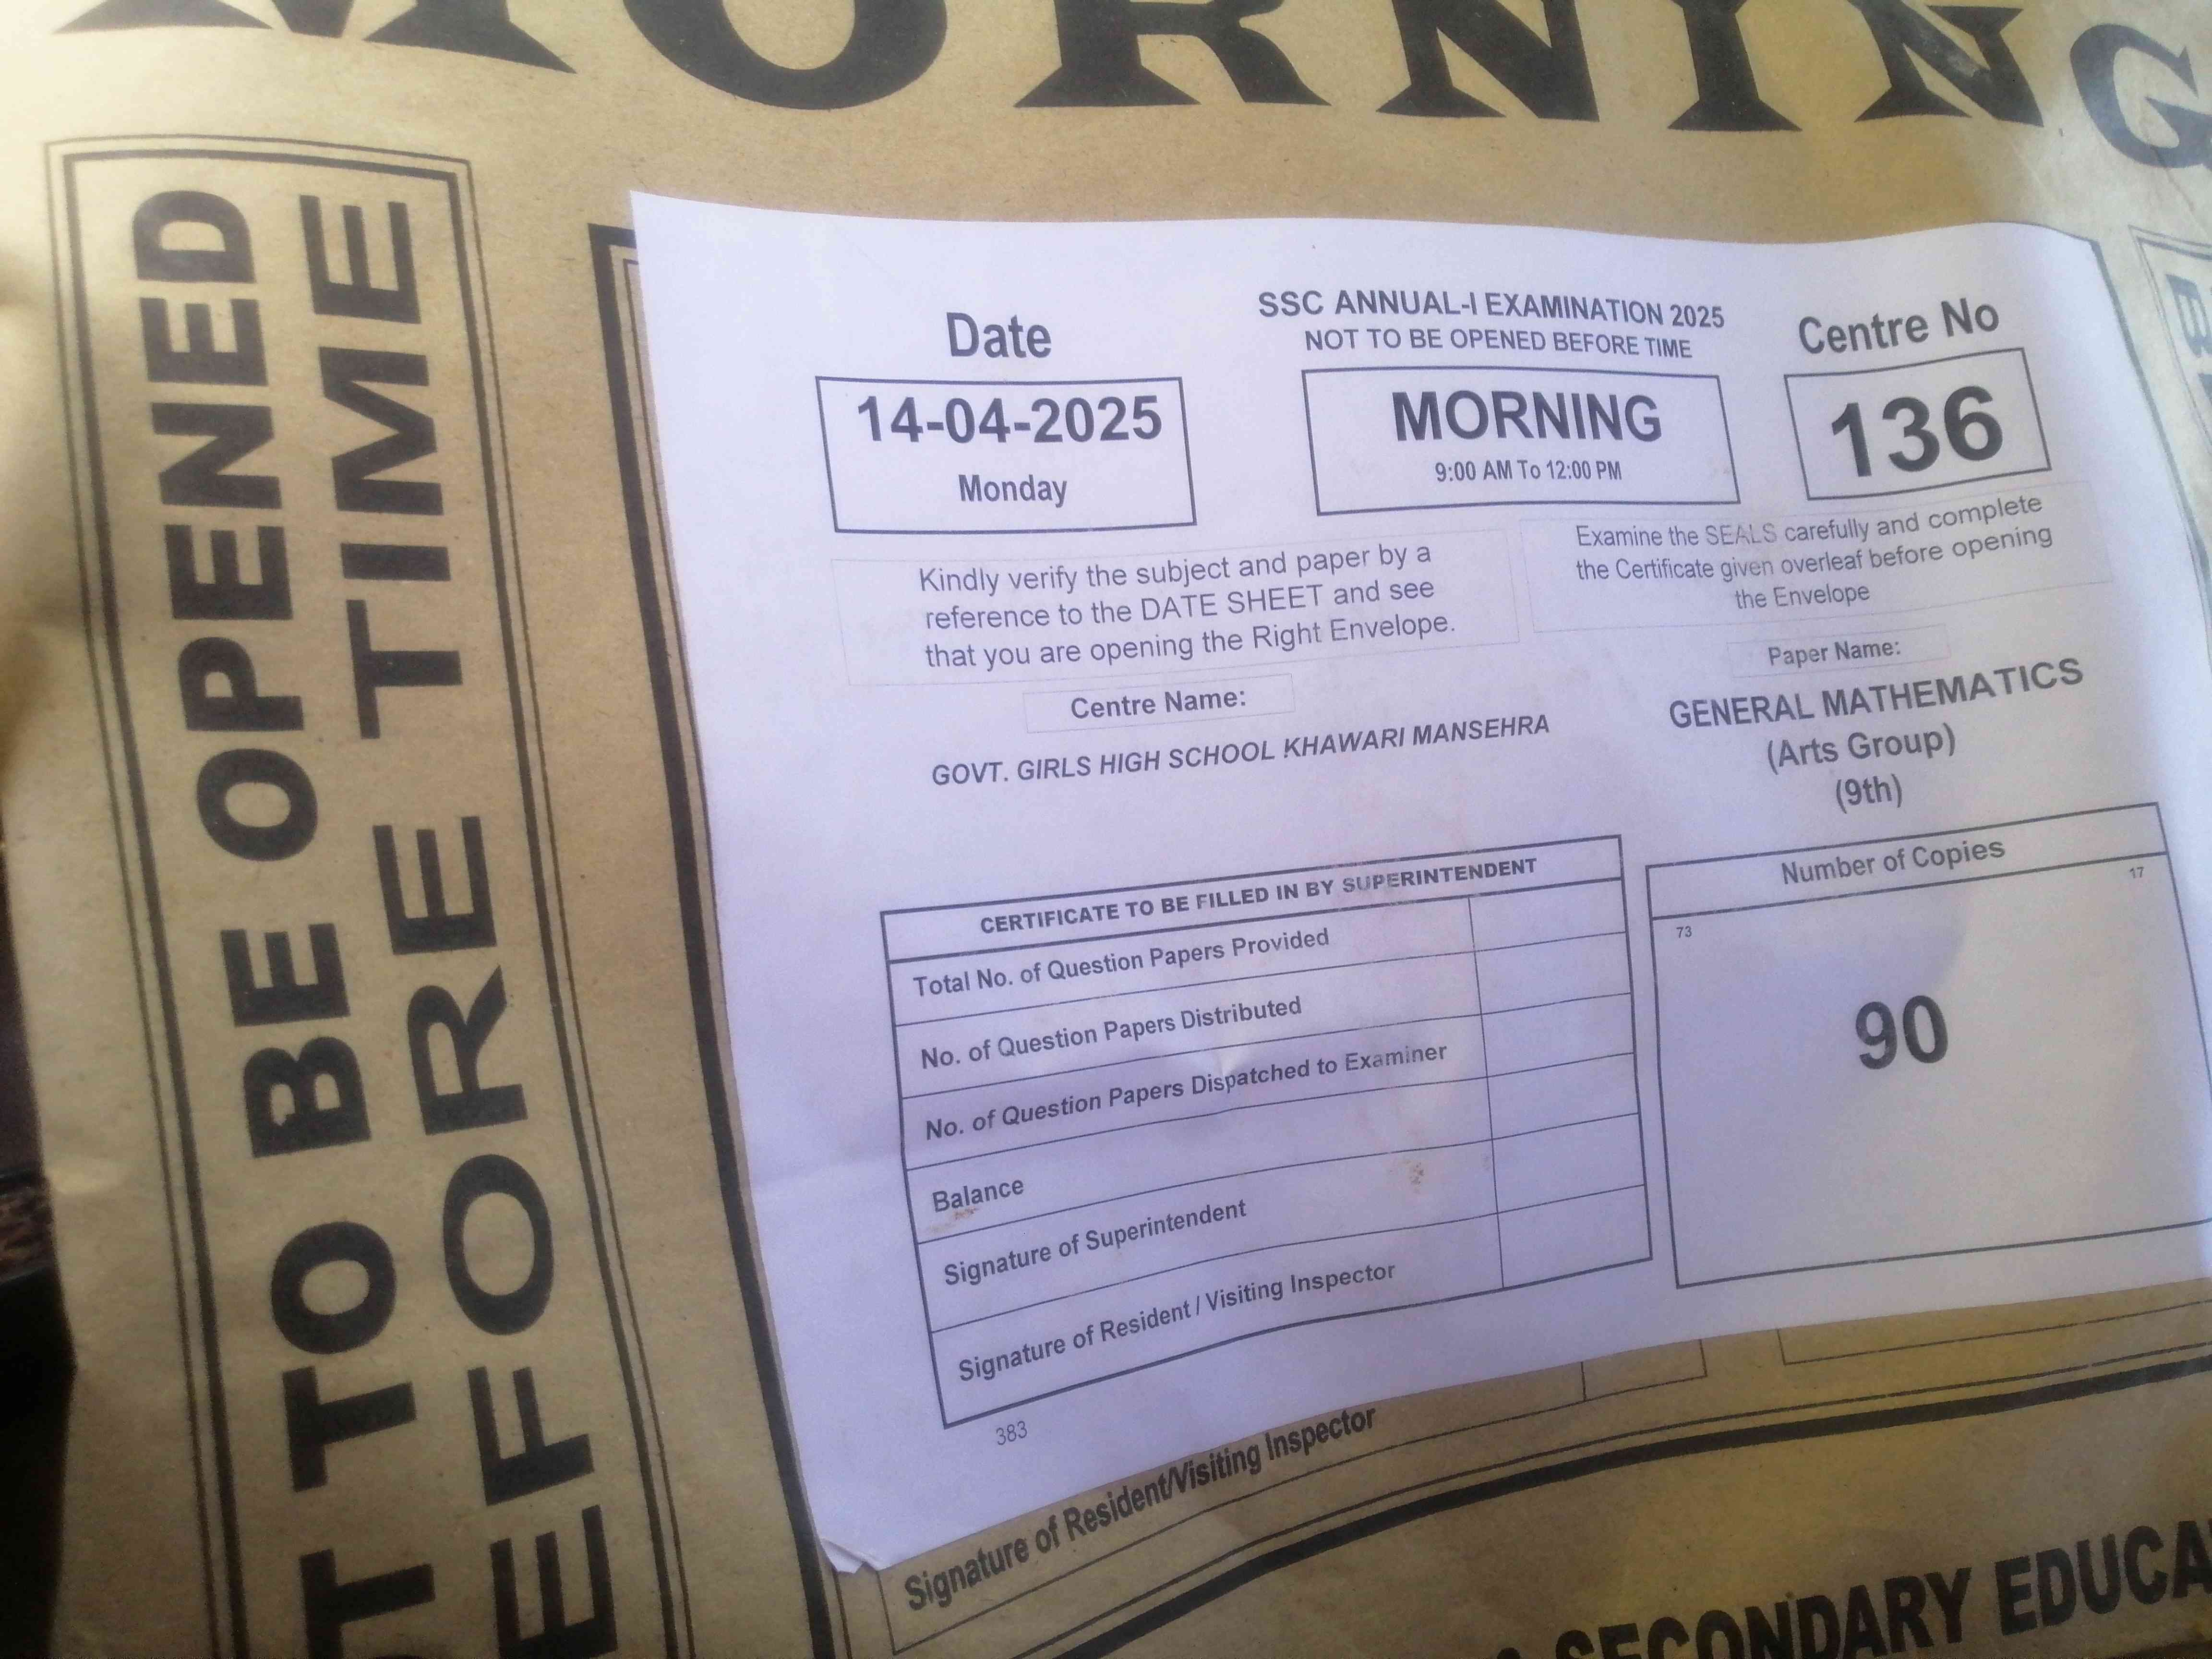 MORNING
TO BE OPENED
BEFORE TIME
Date
14-04-2025
Monday
SSC ANNUAL-I EXAMINATION 2025
NOT TO BE OPENED BEFORE TIME
MORNING
9:00 AM To 12:00 PM
Centre No
136
Kindly verify the subject and paper by a
reference to the DATE SHEET and see
that you are opening the Right Envelope.
Examine the SEALS carefully and complete
the Certificate given overleaf before opening
the Envelope
Centre Name:
GOVT. GIRLS HIGH SCHOOL KHAWARI MANSEHRA
Paper Name:
GENERAL MATHEMATICS
(Arts Group)
(9th)
CERTIFICATE TO BE FILLED IN BY SUPERINTENDENT
Total No. of Question Papers Provided
No. of Question Papers Distributed
No. of Question Papers Dispatched to Examiner
Balance
Signature of Superintendent
Signature of Resident / Visiting Inspector
Number of Copies
17
73
90
383
Signature of Resident/Visiting Inspector
SECONDARY